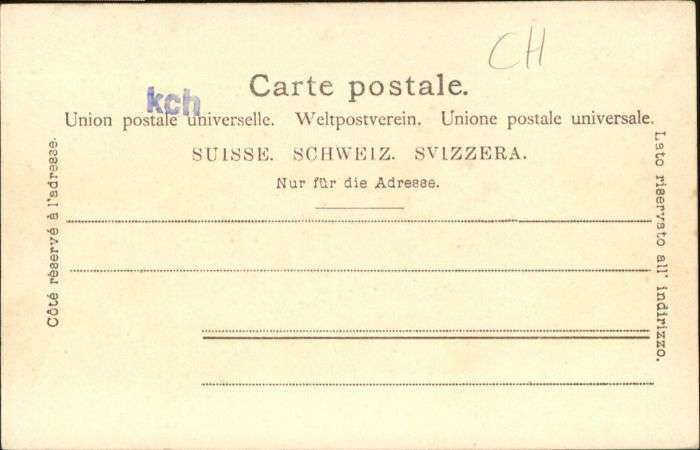 CH
Carte postale.
kch
Union postale universelle. Weltpostverein. Unione postale universale.
SUISSE. SCHWEIZ. SVIZZERA.
Nur für die Adresse.
Côté rèservé à l'adresse.
Lato riservato all' indirizzo.